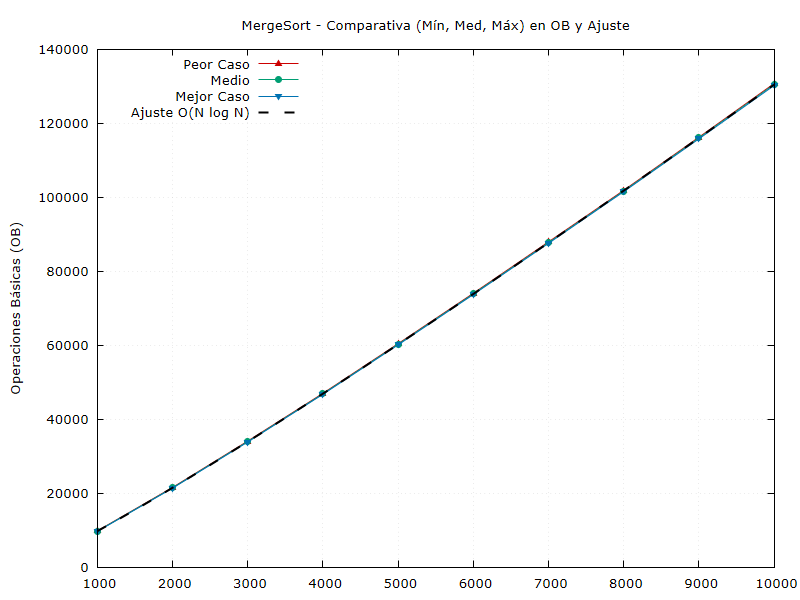 MergeSort - Comparativa (Mín, Med, Máx) en OB y Ajuste
Peor Caso
Medio
Mejor Caso
Ajuste O(N log N)
Operaciones Básicas (OB)
140000
120000
100000
80000
60000
40000
20000
0
1000 2000 3000 4000 5000 6000 7000 8000 9000 10000